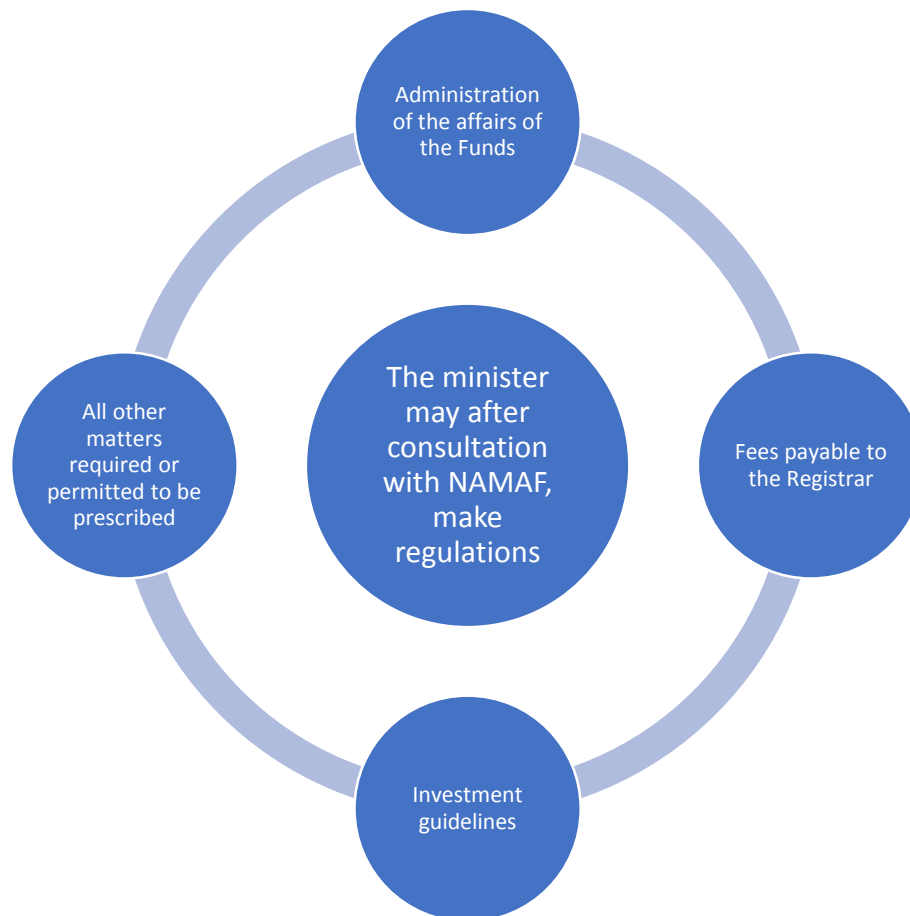 Administration
of the affairs of
the Funds
The minister
may after
consultation
with NAMAF,
make
regulations
All other
matters
required or
permitted to be
prescribed
Fees payable to
the Registrar
Investment
guidelines